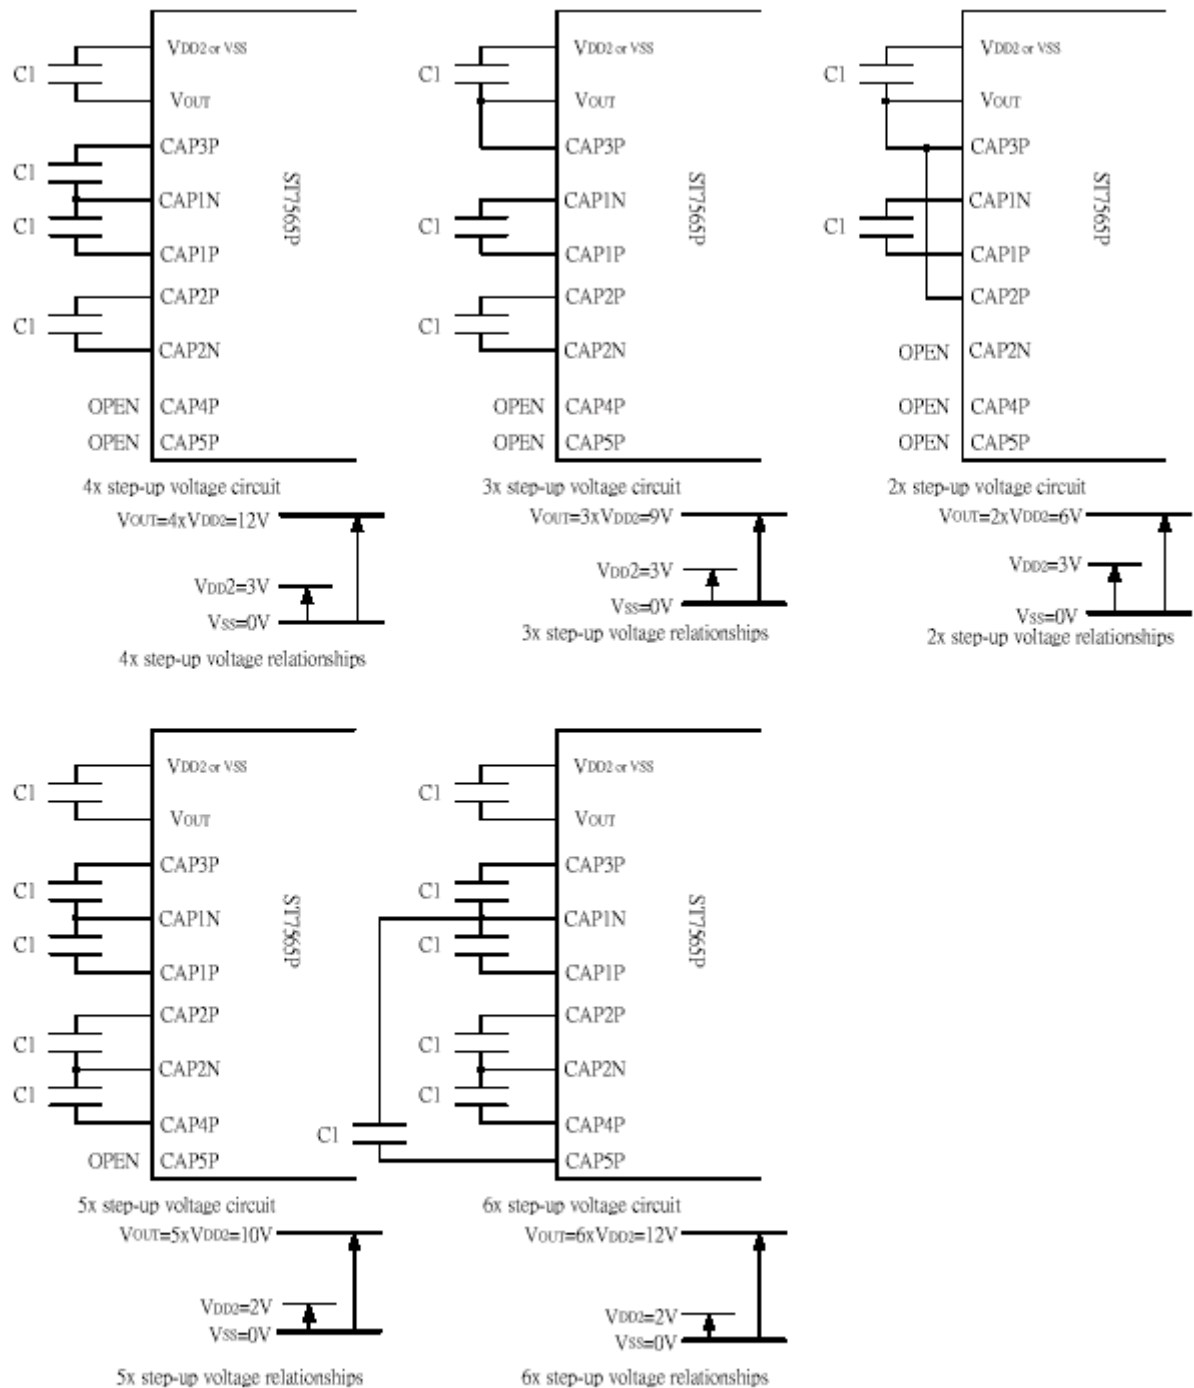 VDD2 or VSS
C1
VOUT
CAP3P
C1
CAP1N
C1
CAP1P
CAP2P
C1
CAP2N
OPEN CAP4P
OPEN CAP5P
ST7565P
4x step-up voltage circuit
VOUT=4xVDD2=12V
VDD2=3V
VSS=0V
4x step-up voltage relationships
VDD2 or VSS
C1
VOUT
CAP3P
CAP1N
C1
CAP1P
CAP2P
C1
CAP2N
OPEN CAP4P
OPEN CAP5P
ST7565P
3x step-up voltage circuit
VOUT=3xVDD2=9V
VDD2=3V
VSS=0V
3x step-up voltage relationships
VDD2 or VSS
C1
VOUT
CAP3P
CAP1N
C1
CAP1P
CAP2P
OPEN CAP2N
OPEN CAP4P
OPEN CAP5P
ST7565P
2x step-up voltage circuit
VOUT=2xVDD2=6V
VDD2=3V
VSS=0V
2x step-up voltage relationships
VDD2 or VSS
C1
VOUT
CAP3P
C1
CAP1N
C1
CAP1P
CAP2P
C1
CAP2N
C1
CAP4P
OPEN CAP5P
ST7565P
5x step-up voltage circuit
VOUT=5xVDD2=10V
VDD2=2V
VSS=0V
5x step-up voltage relationships
VDD2 or VSS
C1
VOUT
CAP3P
C1
CAP1N
C1
CAP1P
CAP2P
C1
CAP2N
C1
CAP4P
C1
CAP5P
ST7565P
6x step-up voltage circuit
VOUT=6xVDD2=12V
VDD2=2V
VSS=0V
6x step-up voltage relationships